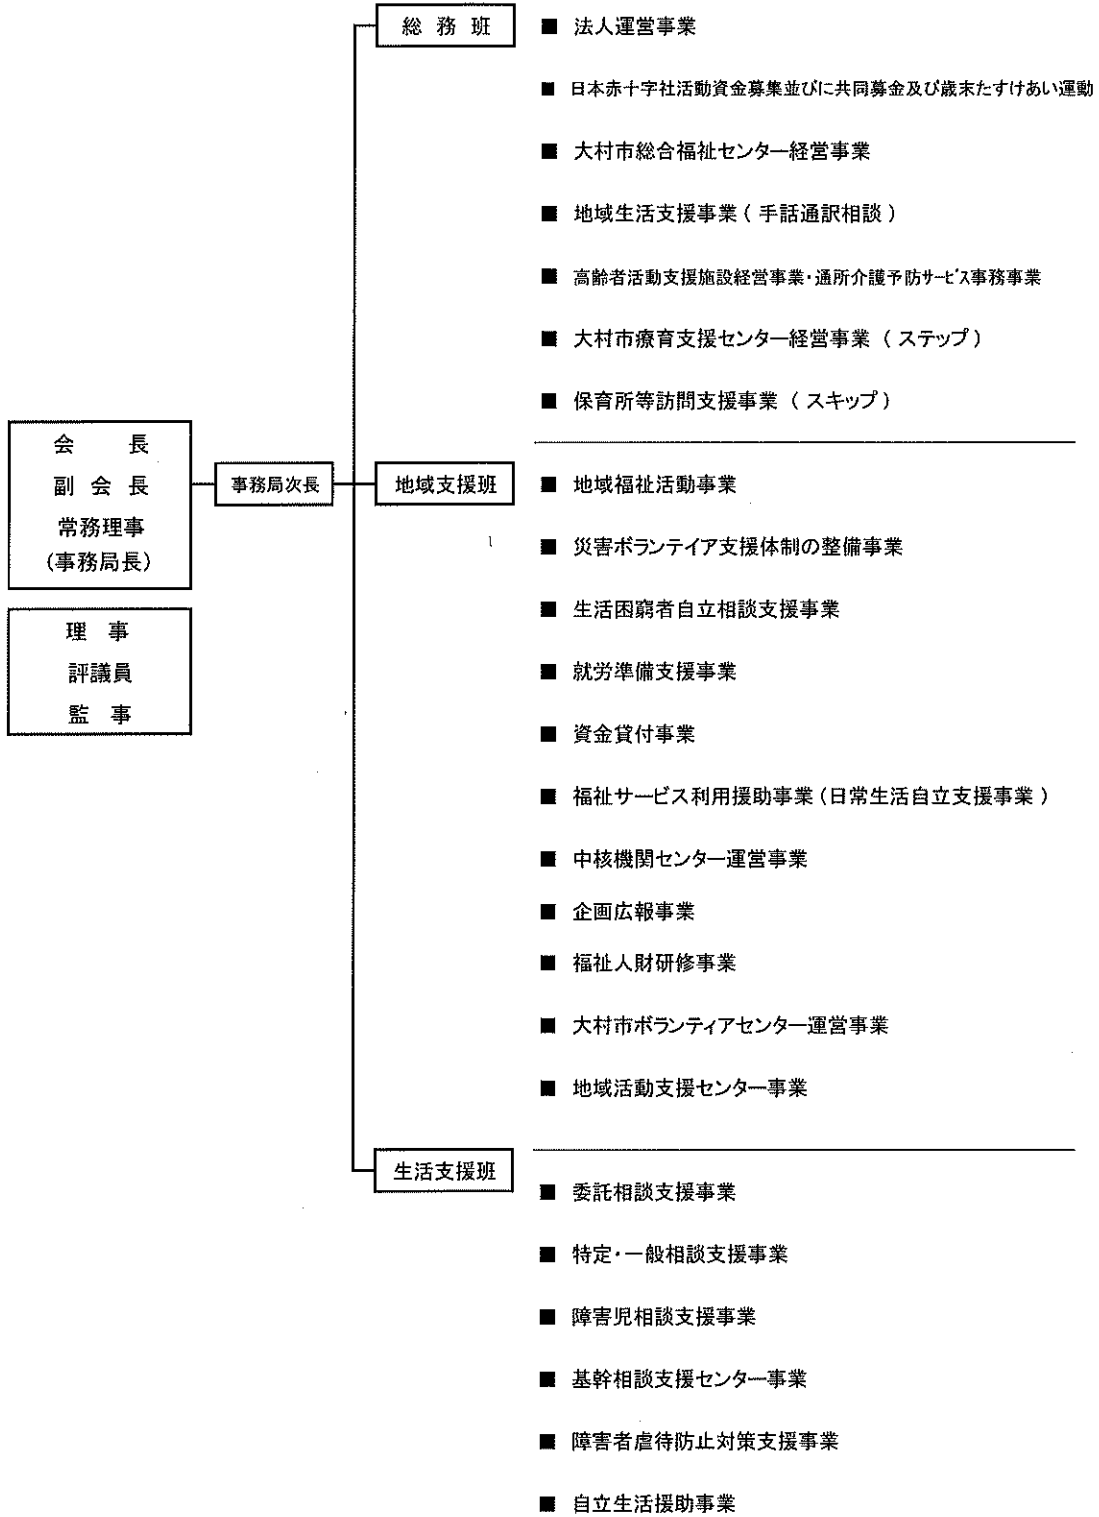 総務班
■ 法人運営事業
■ 日本赤十字社活動資金募集並びに共同募金及び歳末たすけあい運動
■ 大村市総合福祉センター経営事業
■ 地域生活支援事業 ( 手話通訳相談 )
■ 高齢者活動支援施設経営事業・通所介護予防サービス事務事業
■ 大村市療育支援センター経営事業 ( ステップ )
■ 保育所等訪問支援事業 ( スキップ )
会長
副会長
常務理事
(事務局長)
理事
評議員
監事
事務局次長
地域支援班
■ 地域福祉活動事業
■ 災害ボランテイア支援体制の整備事業
■ 生活困窮者自立相談支援事業
■ 就労準備支援事業
■ 資金貸付事業
■ 福祉サービス利用援助事業 (日常生活自立支援事業 )
■ 中核機関センター運営事業
■ 企画広報事業
■ 福祉人財研修事業
■ 大村市ボランティアセンター運営事業
■ 地域活動支援センター事業
生活支援班
■ 委託相談支援事業
■ 特定・一般相談支援事業
■ 障害児相談支援事業
■ 基幹相談支援センター事業
■ 障害者虐待防止対策支援事業
■ 自立生活援助事業